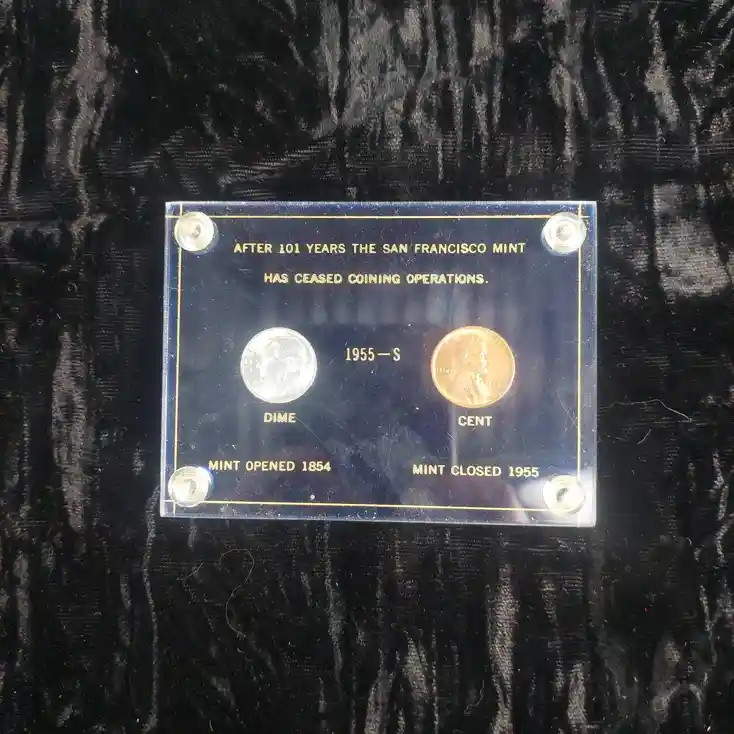 AFTER 101 YEARS THE SAN FRANCISCO MINT
HAS CEASED COINING OPERATIONS.
1955-S
DIME
CENT
MINT OPENED 1854
MINT CLOSED 1955